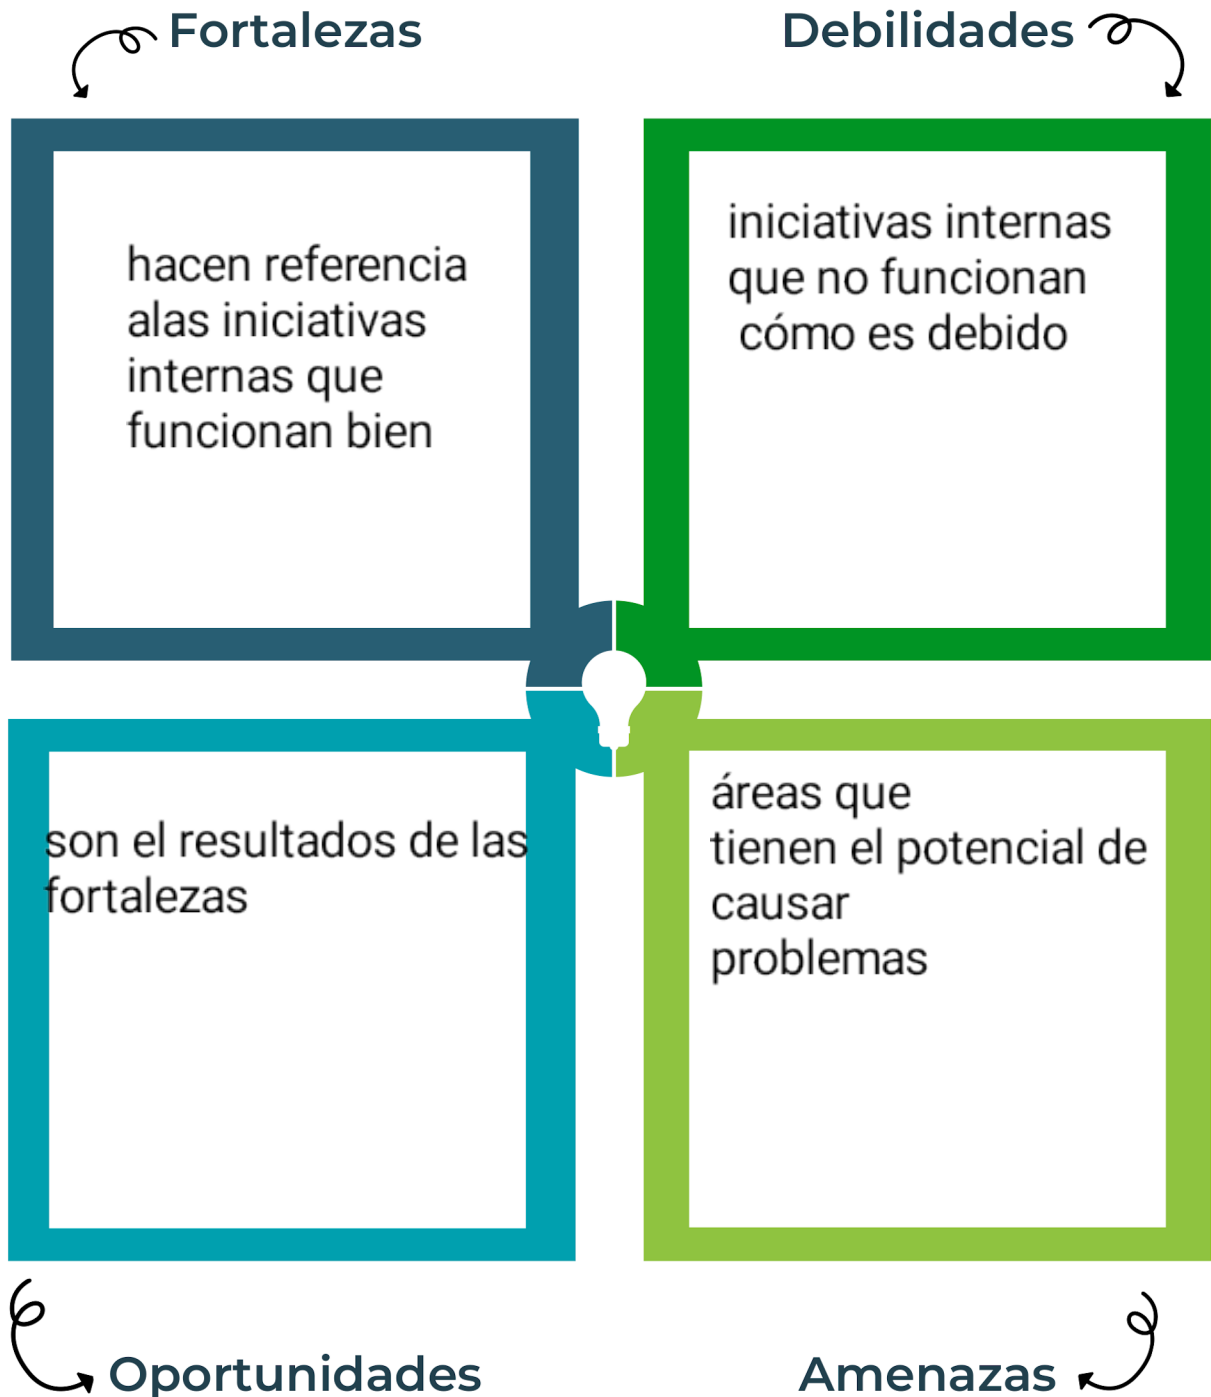 Fortalezas
hacen referencia
alas iniciativas
internas que
funcionan bien
Debilidades
iniciativas internas
que no funcionan
cómo es debido
son el resultados de las
fortalezas
Oportunidades
áreas que
tienen el potencial de
causar
problemas
Amenazas